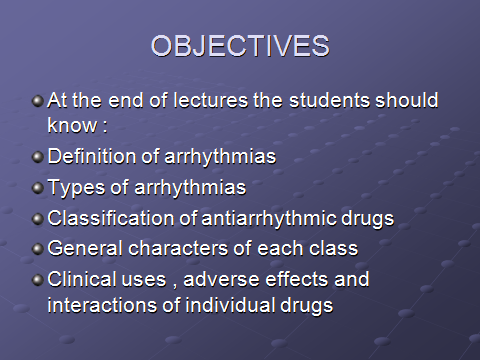 OBJECTIVES
At the end of lectures the students should
know :
Definition of arrhythmias
Types of arrhythmias
Classification of antiarrhythmic drugs
General characters of each class
Clinical uses , adverse effects and
interactions of individual drugs